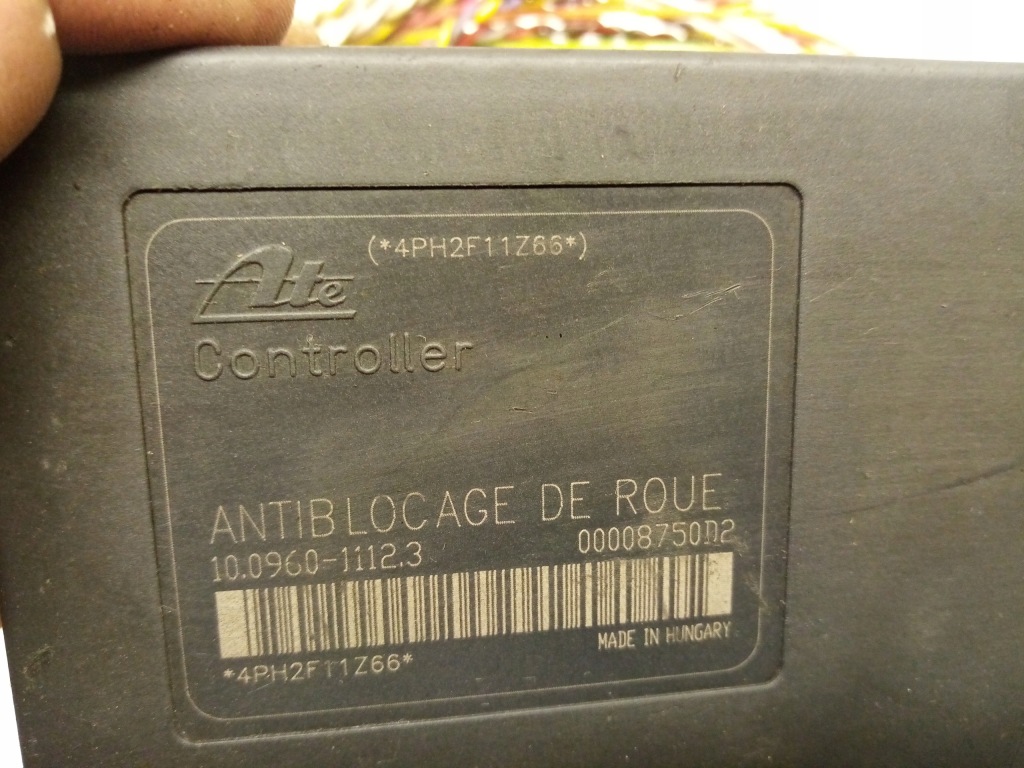 (*4PH2F11Z66*)
Ate
Controller
ANTIBLOCAGE DE ROUE
10.0960-1112.3 00008750D2
MADE IN HUNGARY
*4PH2F11Z66*